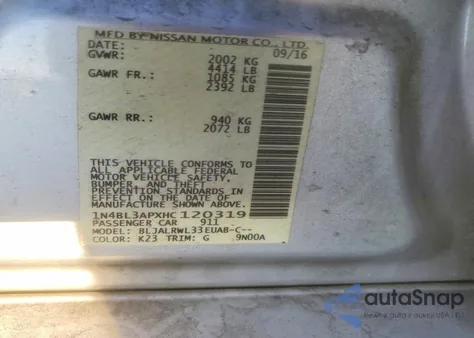 MFD BY NISSAN MOTOR CO., LTD.
DATE: 09/16
GVWR: 2002 KG
4414 LB
GAWR FR.: 1085 KG
2392 LB
GAWR RR.: 940 KG
2072 LB
THIS VEHICLE CONFORMS TO
ALL APPLICABLE FEDERAL
MOTOR VEHICLE SAFETY,
BUMPER, AND THEFT
PREVENTION STANDARDS IN
EFFECT ON THE DATE OF
MANUFACTURE SHOWN ABOVE.
1N4BL3APXHC120319
PASSENGER CAR 911
MODEL: BLJALRWL33EUAB-C--
COLOR: K23 TRIM: G 9N00A
autoSnap